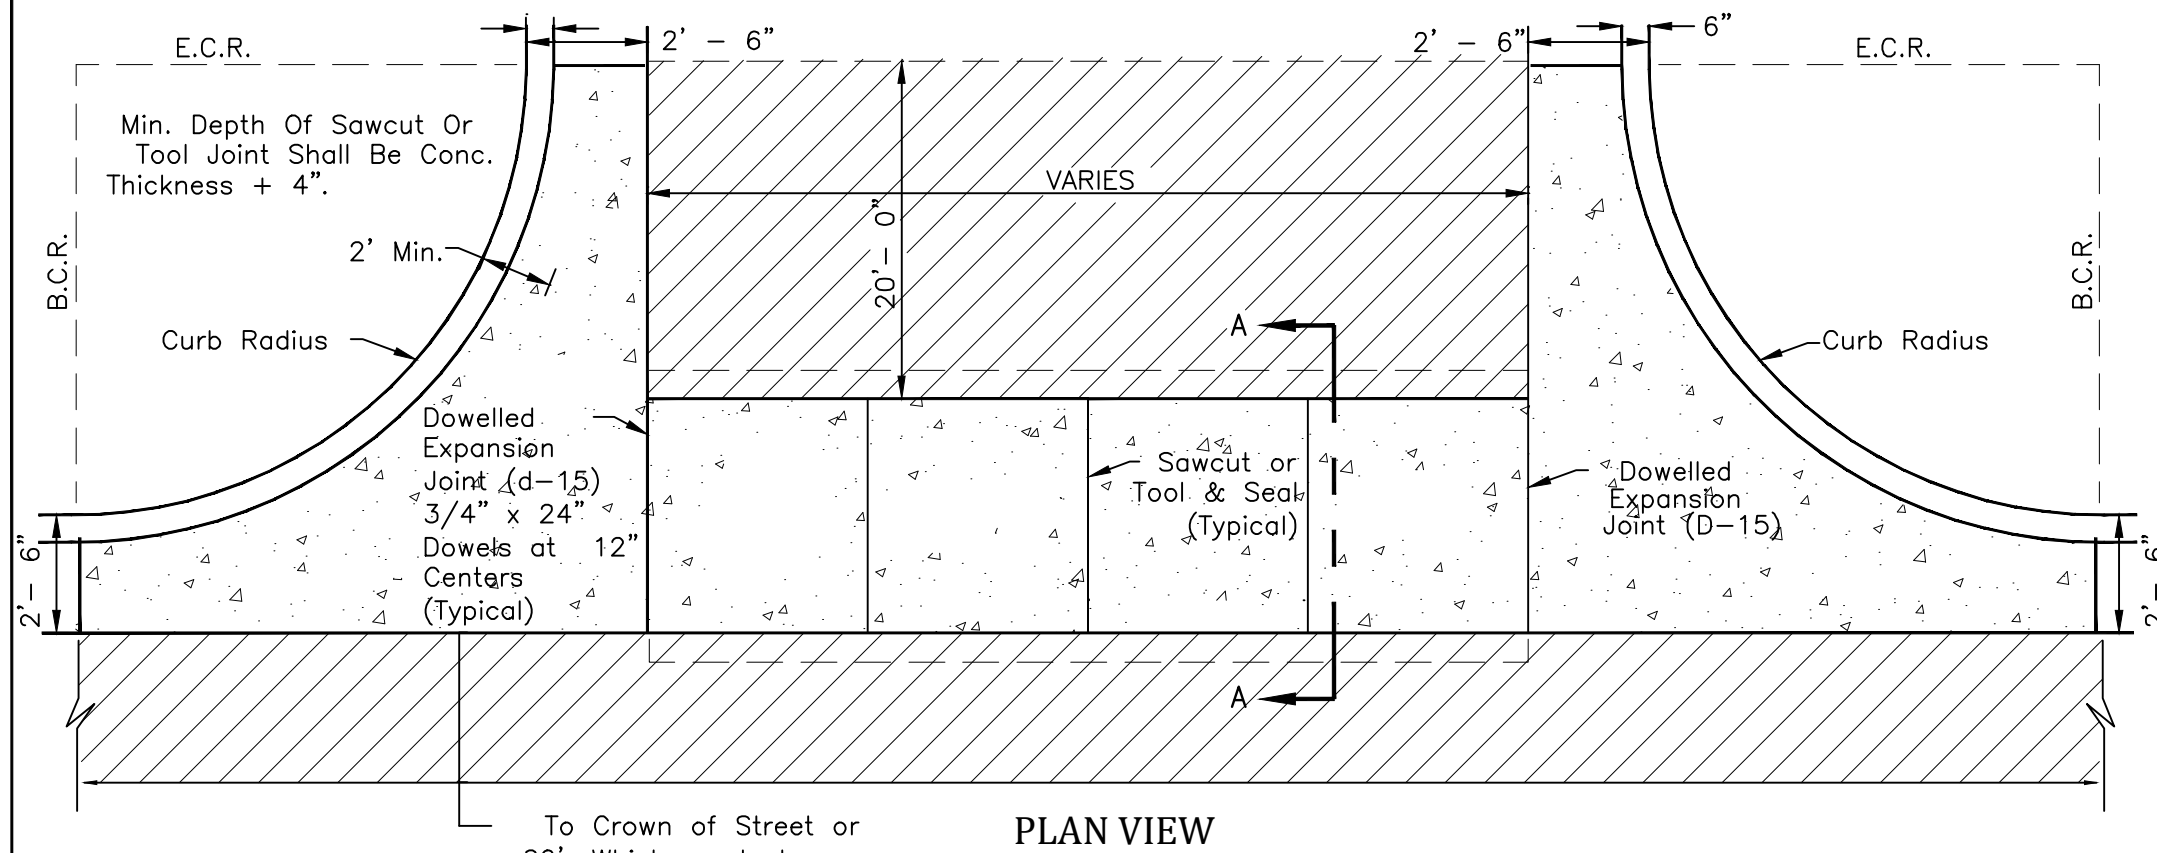 E.C.R.
2' - 6"
2' - 6"
6"
E.C.R.
Min. Depth Of Sawcut Or
Tool Joint Shall Be Conc.
Thickness + 4".
VARIES
20'- 0"
B.C.R.
2' Min.
B.C.R.
Curb Radius
A
Curb Radius
Dowelled
Expansion
Joint (d-15)
3/4" x 24"
Dowels at 12"
Centers
(Typical)
Sawcut or
Tool & Seal
(Typical)
Dowelled
Expansion
Joint (D-15)
2'- 6"
2'- 6"
A
To Crown of Street or
PLAN VIEW